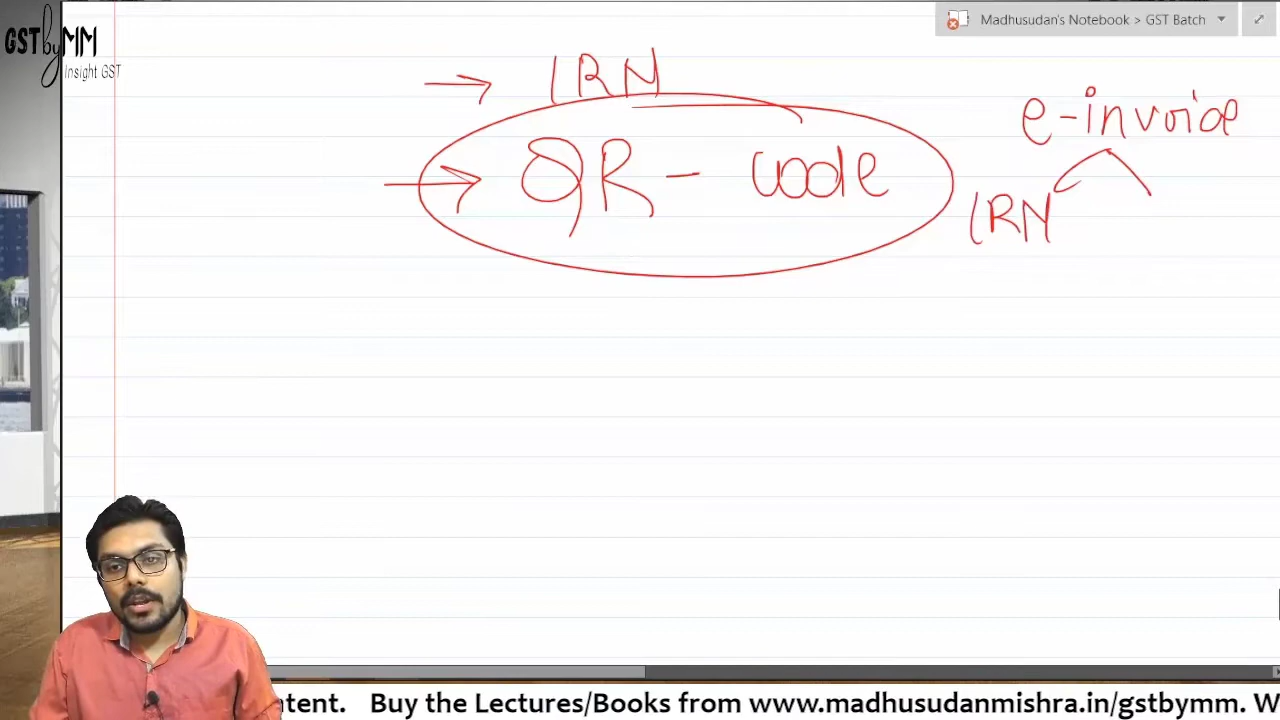 GST by MM
Insight GST
Madhusudan's Notebook > GST Batch
→ IRN
→ QR - code
e-invoice
IRN
ntent. Buy the Lectures/Books from www.madhusudanmishra.in/gstbymm. W